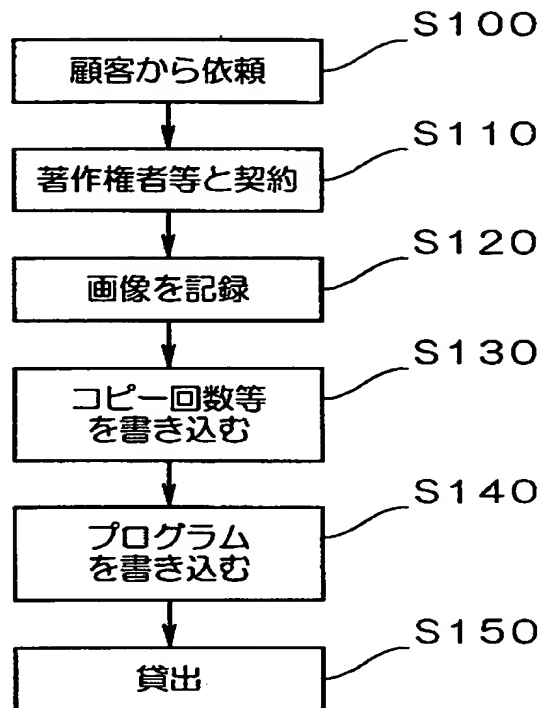 S100
顧客から依頼
S110
著作権者等と契約
S120
画像を記録
S130
コピー回数等
を書き込む
S140
プログラム
を書き込む
S150
貸出